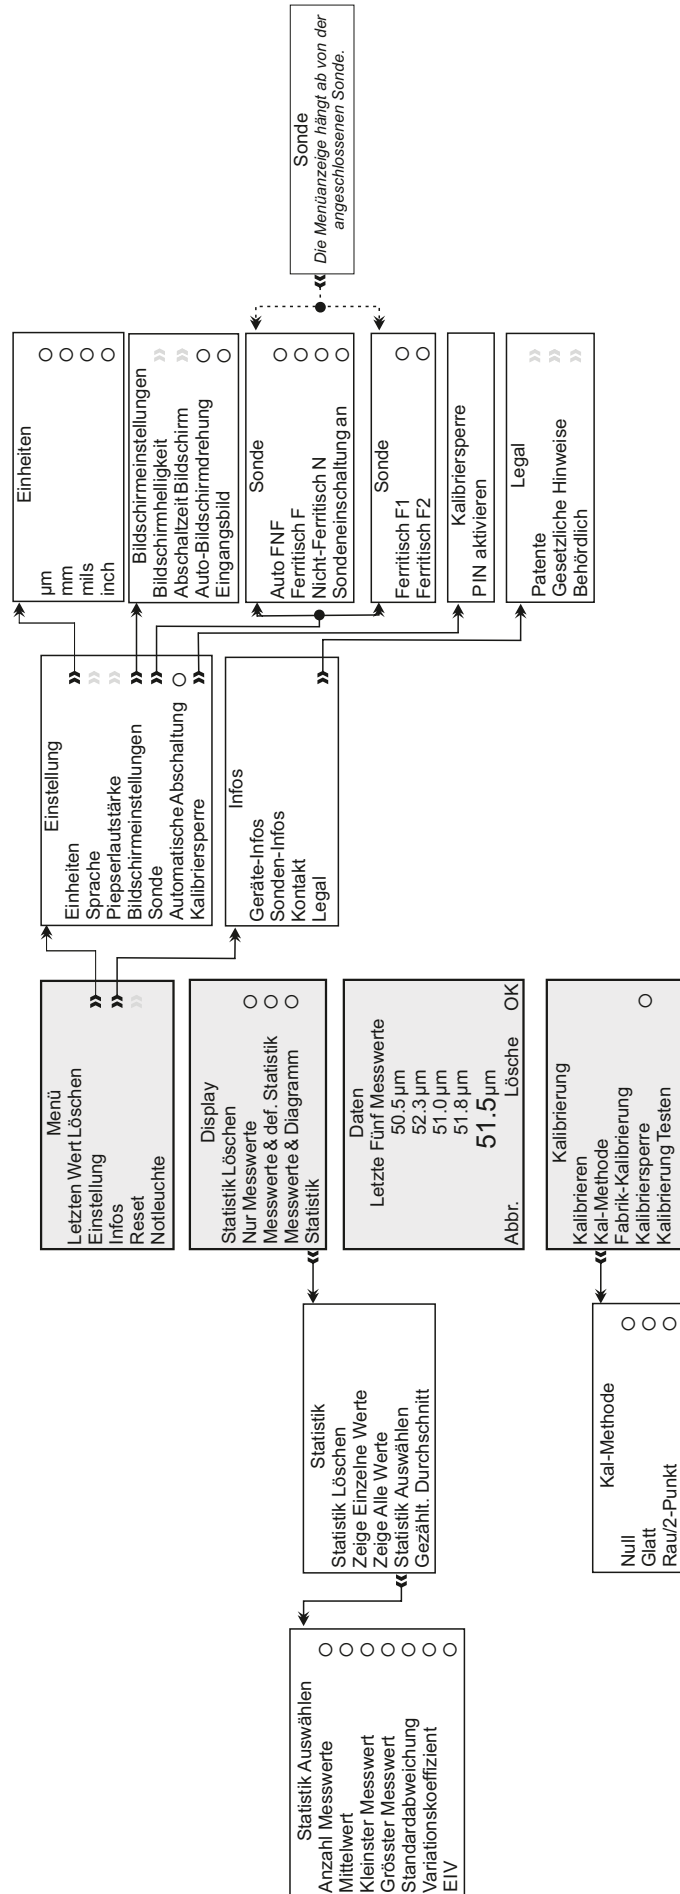 Statistik Auswählen
Anzahl Messwerte
Mittelwert
Kleinster Messwert
Grösster Messwert
Standardabweichung
Variationskoeffizient
EIV
Statistik
Statistik Löschen
Zeige Einzelne Werte
Zeige Alle Werte
Statistik Auswählen
Gezählt. Durchschnitt
Kal-Methode
Null
Glatt
Rau/2-Punkt
Menü
Letzten Wert Löschen
Einstellung
Infos
Reset
Notleuchte
Display
Statistik Löschen
Nur Messwerte
Messwerte & def. Statistik
Messwerte & Diagramm
Statistik
Daten
Letzte Fünf Messwerte
50.5 µm
52.3 µm
51.0 µm
51.8 µm
51.5 µm
Abbr. Lösche OK
Kalibrierung
Kalibrieren
Kal-Methode
Fabrik-Kalibrierung
Kalibriersperre
Kalibrierung Testen
Einstellung
Einheiten
Sprache
Piepserlautstärke
Bildschirmeinstellungen
Sonde
Automatische Abschaltung
Kalibriersperre
Infos
Geräte-Infos
Sonden-Infos
Kontakt
Legal
Einheiten
µm
mm
mils
inch
Bildschirmeinstellungen
Bildschirmhelligkeit
Abschaltzeit Bildschirm
Auto-Bildschirmdrehung
Eingangsbild
Sonde
Auto FNF
Ferritisch F
Nicht-Ferritisch N
Sondeneinschaltung an
Sonde
Ferritisch F1
Ferritisch F2
Kalibriersperre
PIN aktivieren
Legal
Patente
Gesetzliche Hinweise
Behördlich
Sonde
Die Menüanzeige hängt ab von der
angeschlossenen Sonde.